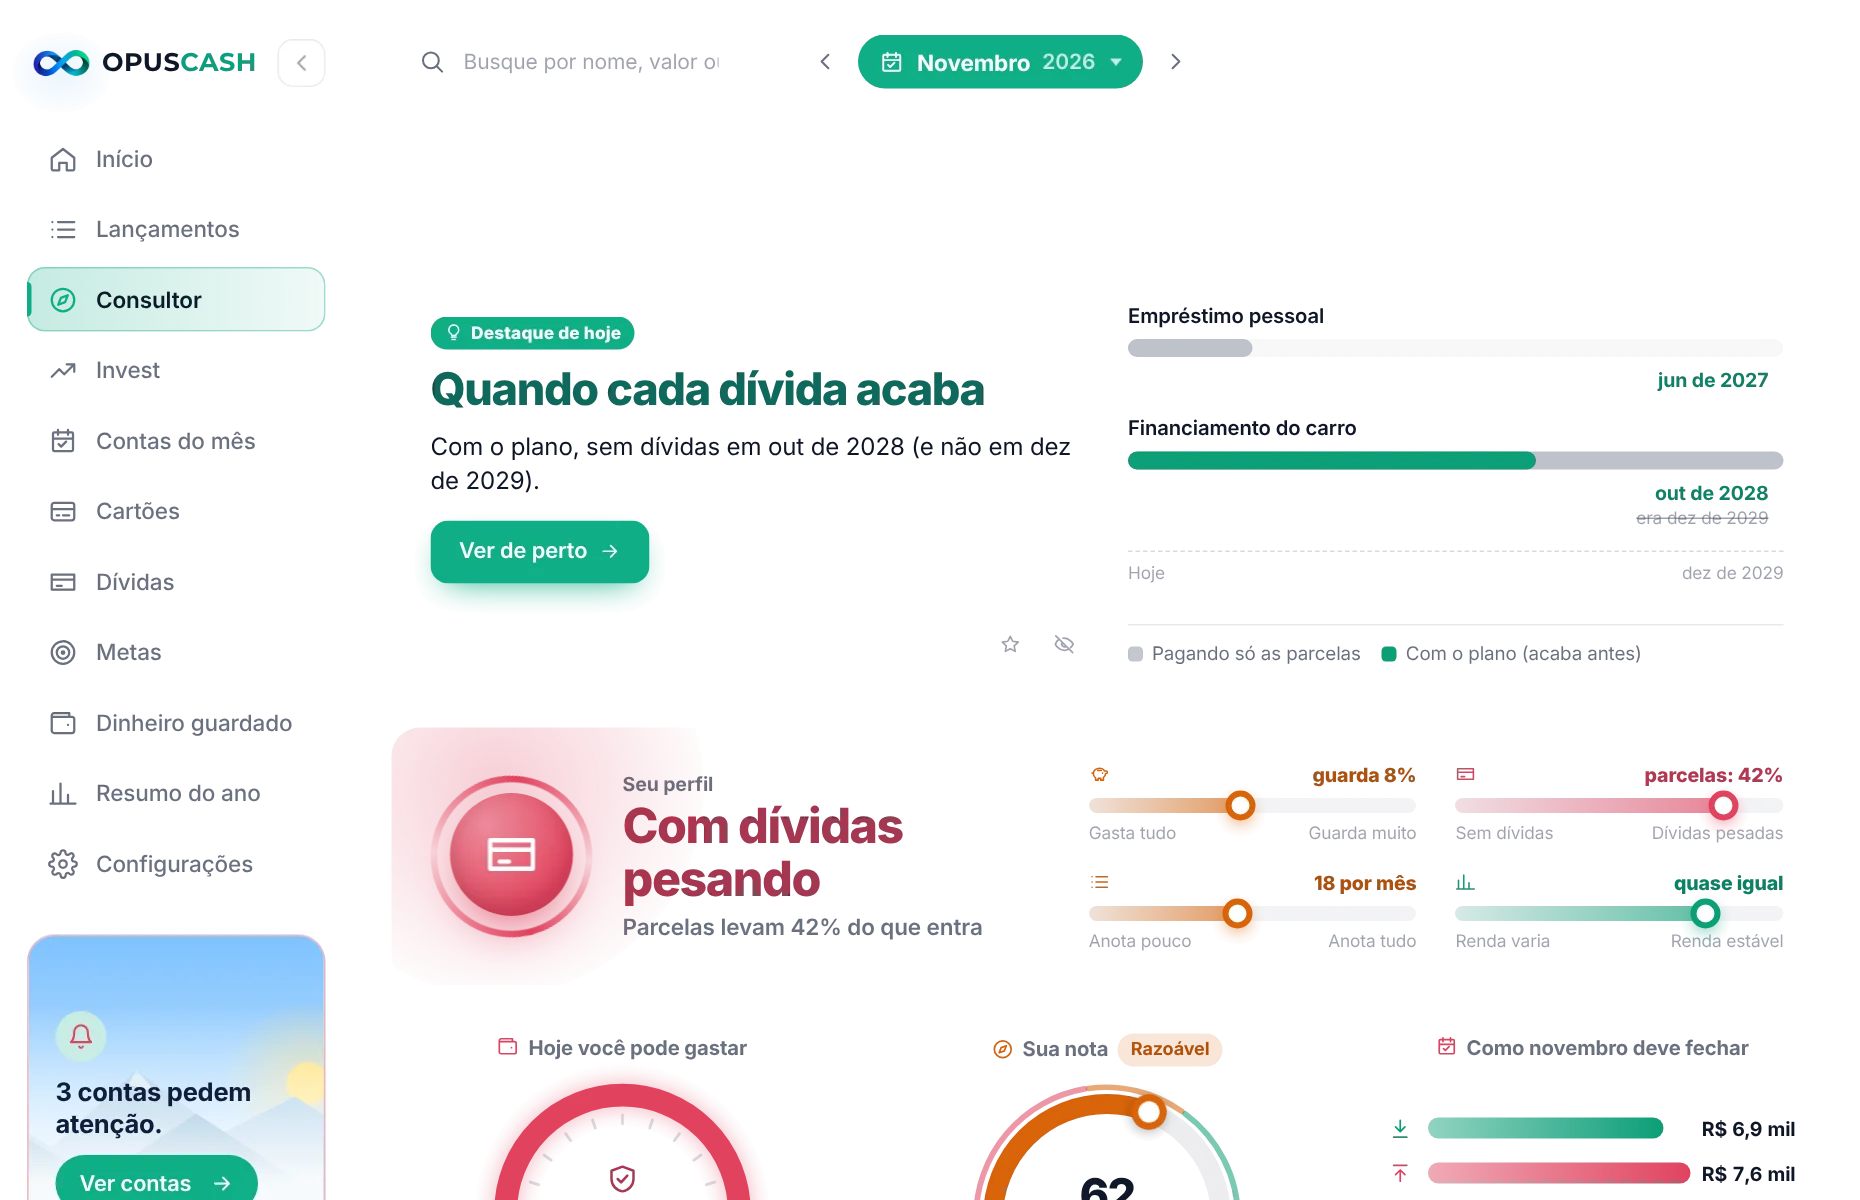 OPUSCASH
Busque por nome, valor ou
Novembro 2026
Início
Lançamentos
Consultor
Invest
Contas do mês
Cartões
Dívidas
Metas
Dinheiro guardado
Resumo do ano
Configurações
3 contas pedem
atenção.
Ver contas
Destaque de hoje
Quando cada dívida acaba
Com o plano, sem dívidas em out de 2028 (e não em dez
de 2029).
Ver de perto
Empréstimo pessoal
jun de 2027
Financiamento do carro
out de 2028
era dez de 2029
Hoje
dez de 2029
Pagando só as parcelas
Com o plano (acaba antes)
Seu perfil
Com dívidas
pesando
Parcelas levam 42% do que entra
guarda 8%
Gasta tudo
Guarda muito
parcelas: 42%
Sem dívidas
Dívidas pesadas
18 por mês
Anota pouco
Anota tudo
quase igual
Renda varia
Renda estável
Hoje você pode gastar
Sua nota
Razoável
62
Como novembro deve fechar
R$ 6,9 mil
R$ 7,6 mil